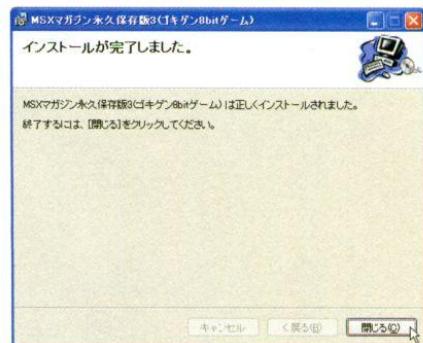 MSXマガジン永久保存版3(ゴキゲン8bitゲーム)
インストールが完了しました。
MSXマガジン永久保存版3(ゴキゲン8bitゲーム) は正しくインストールされました。
終了するには、[閉じる]をクリックしてください。
キャンセル
< 戻る(B)
閉じる(C)